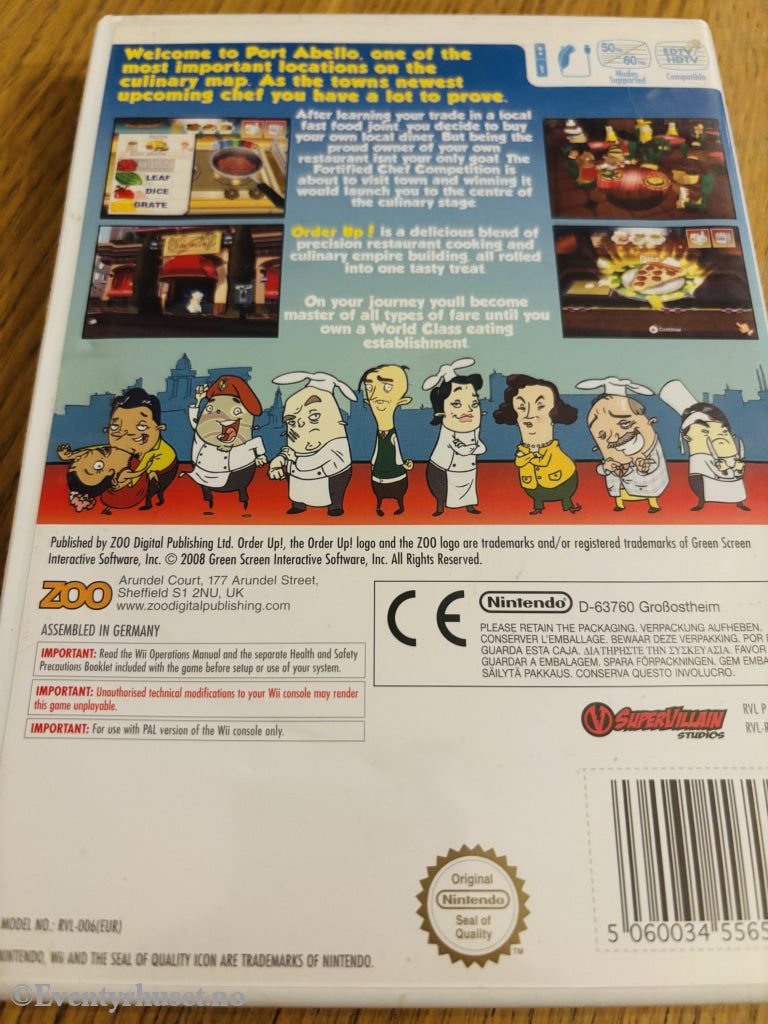 Welcome to Port Abello, one of the
most important locations on the
culinary map. As the towns newest
upcoming chef you have a lot to prove.
50Hz
60Hz
Modes
Supported
EDTV
HDTV
Compatible
After learning your trade in a local
fast food joint, you decide to buy
your own local diner. But being the
proud owner of your own
restaurant isnt your only goal. The
Fortified Chef Competition is
about to visit town and winning it
would launch you to the centre of
the culinary stage.
LEAF
DICE
GRATE
Order Up! is a delicious blend of
precision restaurant cooking and
culinary empire building, all rolled
into one tasty treat.
Pizza
Continue
On your journey youll become
master of all types of fare until you
own a World Class eating
establishment.
Published by ZOO Digital Publishing Ltd. Order Up!, the Order Up! logo and the ZOO logo are trademarks and/or registered trademarks of Green Screen
Interactive Software, Inc. © 2008 Green Screen Interactive Software, Inc. All Rights Reserved.
ZOO
Arundel Court, 177 Arundel Street,
Sheffield S1 2NU, UK
www.zoodigitalpublishing.com
ASSEMBLED IN GERMANY
IMPORTANT: Read the Wii Operations Manual and the separate Health and Safety
Precautions Booklet included with the game before setup or use of your system.
IMPORTANT: Unauthorised technical modifications to your Wii console may render
this game unplayable.
IMPORTANT: For use with PAL version of the Wii console only.
CE
Nintendo D-63760 Großostheim
PLEASE RETAIN THE PACKAGING. VERPACKUNG AUFHEBEN.
CONSERVER L'EMBALLAGE. BEWAAR DEZE VERPAKKING. POR
GUARDA ESTA CAJA. ΔΙΑΤΗΡΗΣΤΕ ΤΗΝ ΣΥΣΚΕΥΑΣΙΑ. FAVOR
GUARDAR A EMBALAGEM. SPARA FÖRPACKNINGEN. GEM EMBA
SÄILYTÄ PAKKAUS. CONSERVA QUESTO INVOLUCRO.
V SUPERVILLAIN
STUDIOS
RVL P
RVL-R
Original
Nintendo
Seal of
Quality
TM
5 060034 5565
MODEL NO.: RVL-006(EUR)
NINTENDO, Wii AND THE SEAL OF QUALITY ICON ARE TRADEMARKS OF NINTENDO.
©Eventyrhuset.no